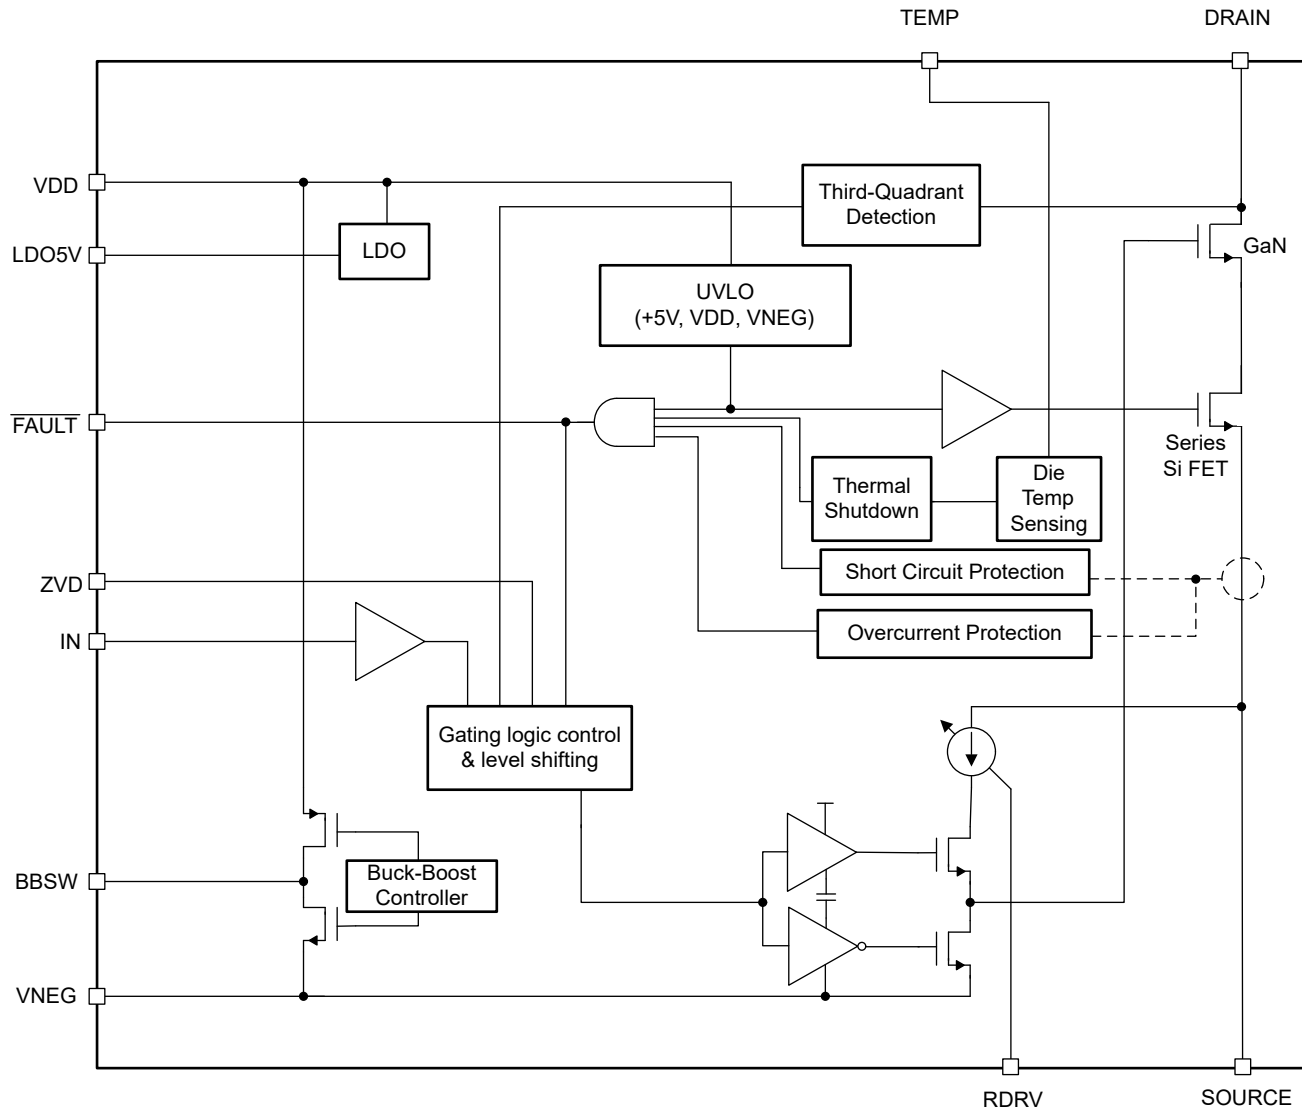 TEMP
DRAIN
VDD
Third-Quadrant
Detection
LDO5V
LDO
GaN
UVLO
(+5V, VDD, VNEG)
FAULT
Series
Si FET
Thermal
Shutdown
Die
Temp
Sensing
Short Circuit Protection
ZVD
IN
Overcurrent Protection
Gating logic control
& level shifting
BBSW
Buck-Boost
Controller
VNEG
RDRV
SOURCE